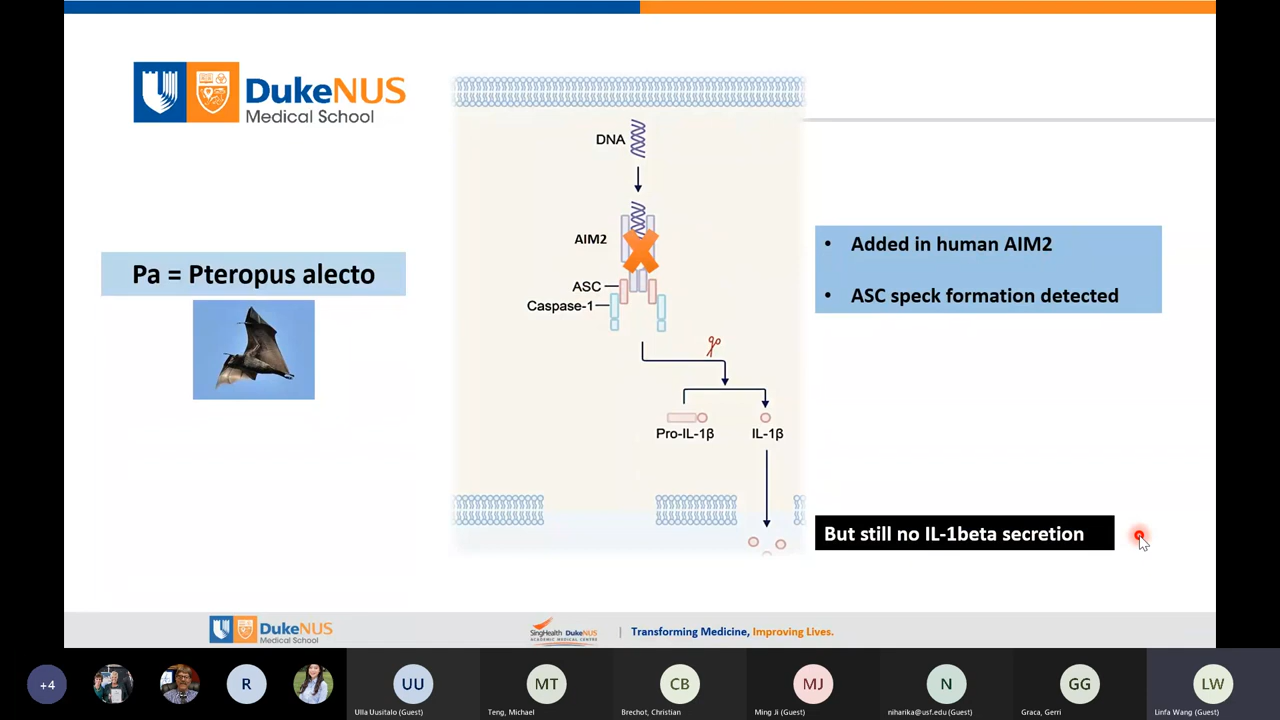 DukeNUS
Medical School
DNA
AIM2
ASC
Caspase-1
Pro-IL-1β
IL-1β
Pa = Pteropus alecto
• Added in human AIM2
• ASC speck formation detected
But still no IL-1beta secretion
DukeNUS
Medical School
SingHealth DukeNUS
ACADEMIC MEDICAL CENTRE
Transforming Medicine, Improving Lives.
+4
R
UU
MT
CB
MJ
N
GG
LW
Ulla Uusitalo (Guest)
Teng, Michael
Brechot, Christian
Ming Ji (Guest)
niharika@usf.edu (Guest)
Graca, Gerri
Linfa Wang (Guest)